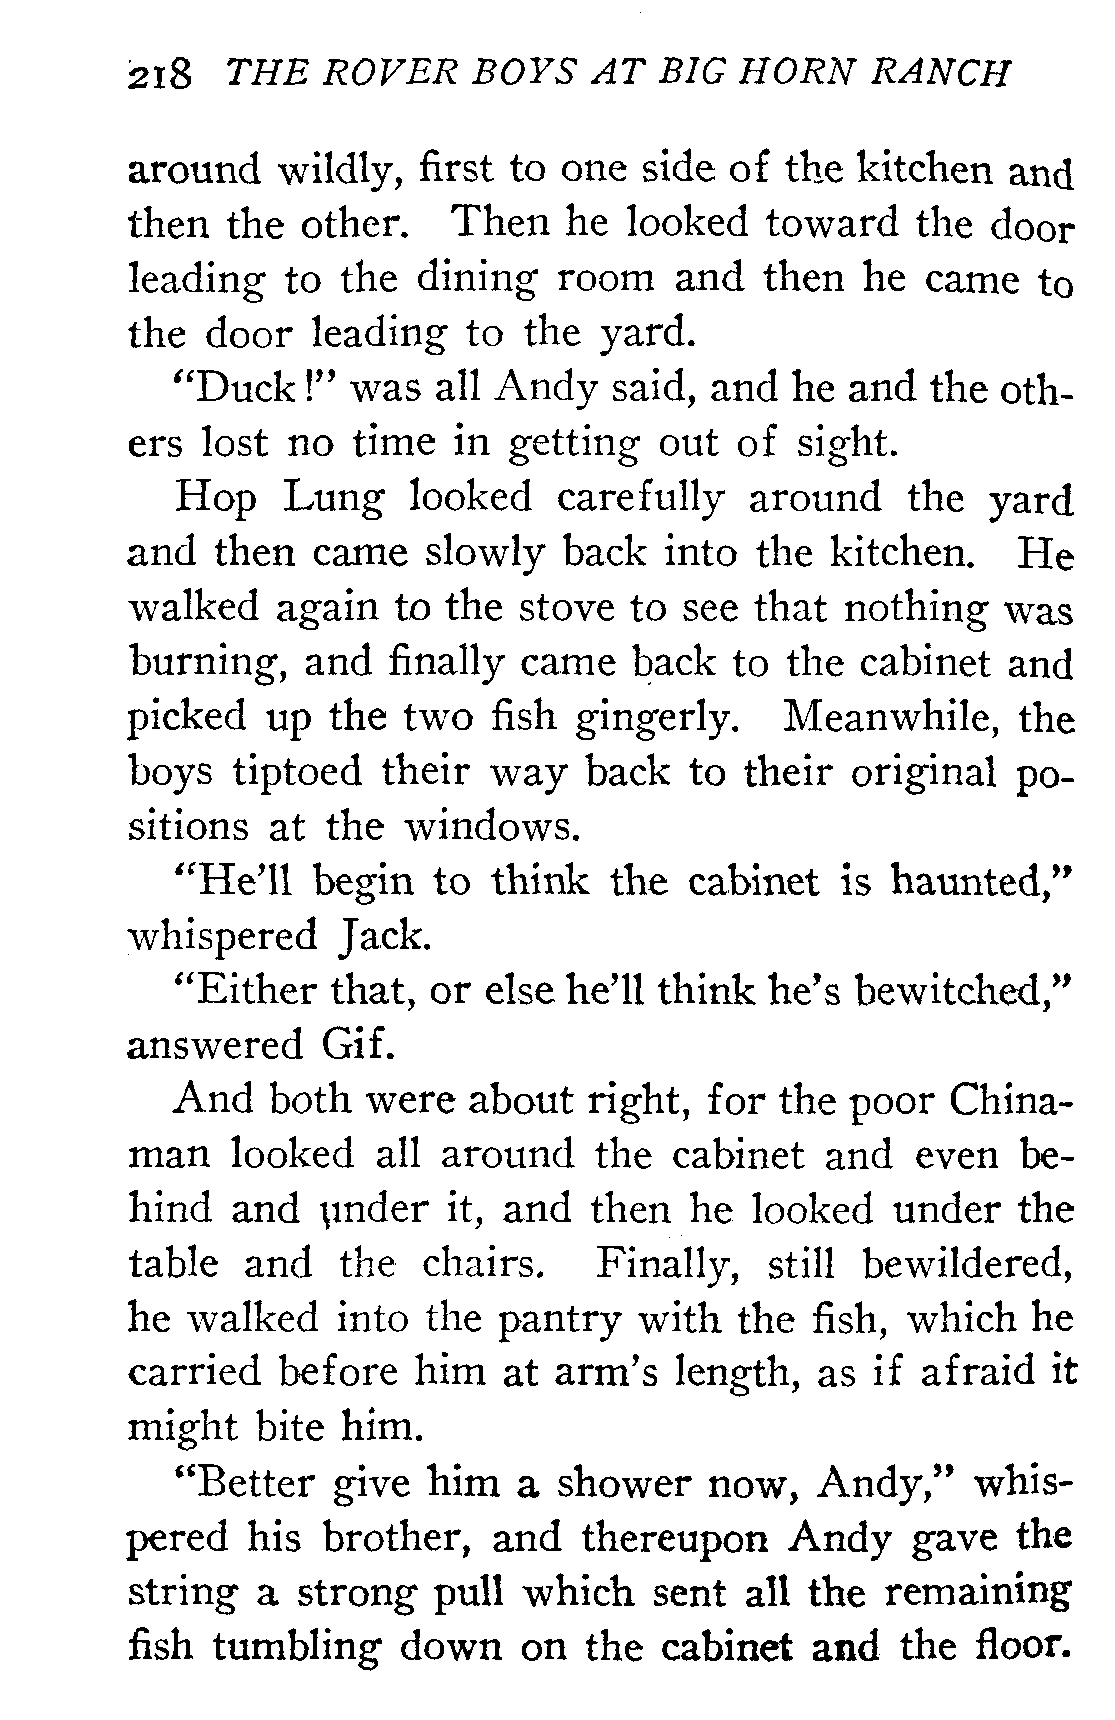 218 THE ROVER BOYS AT BIG HORN RANCH
around wildly, first to one side of the kitchen and
then the other. Then he looked toward the door
leading to the dining room and then he came to
the door leading to the yard.
"Duck!" was all Andy said, and he and the oth-
ers lost no time in getting out of sight.
Hop Lung looked carefully around the yard
and then came slowly back into the kitchen. He
walked again to the stove to see that nothing was
burning, and finally came back to the cabinet and
picked up the two fish gingerly. Meanwhile, the
boys tiptoed their way back to their original po-
sitions at the windows.
"He'll begin to think the cabinet is haunted,"
whispered Jack.
"Either that, or else he'll think he's bewitched,"
answered Gif.
And both were about right, for the poor China-
man looked all around the cabinet and even be-
hind and under it, and then he looked under the
table and the chairs. Finally, still bewildered,
he walked into the pantry with the fish, which he
carried before him at arm's length, as if afraid it
might bite him.
"Better give him a shower now, Andy," whis-
pered his brother, and thereupon Andy gave the
string a strong pull which sent all the remaining
fish tumbling down on the cabinet and the floor.